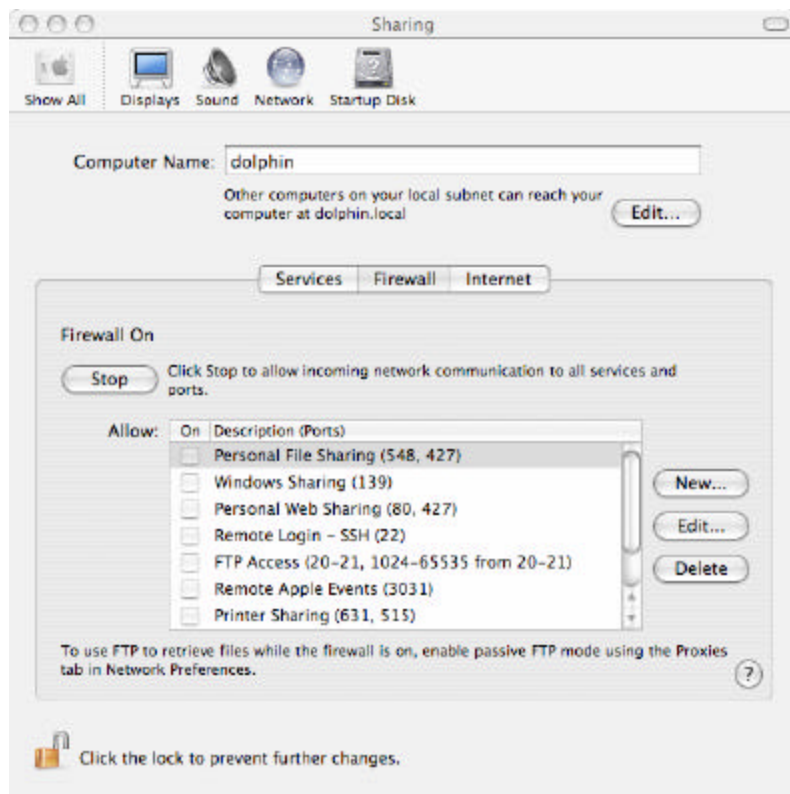 Sharing
Show All
Displays
Sound
Network
Startup Disk
Computer Name: dolphin
Other computers on your local subnet can reach your
computer at dolphin.local
Edit...
Services
Firewall
Internet
Firewall On
Stop
Click Stop to allow incoming network communication to all services and
ports.
Allow:
On Description (Ports)
Personal File Sharing (548, 427)
Windows Sharing (139)
Personal Web Sharing (80, 427)
Remote Login – SSH (22)
FTP Access (20-21, 1024-65535 from 20-21)
Remote Apple Events (3031)
Printer Sharing (631, 515)
New...
Edit...
Delete
To use FTP to retrieve files while the firewall is on, enable passive FTP mode using the Proxies
tab in Network Preferences.
?
Click the lock to prevent further changes.